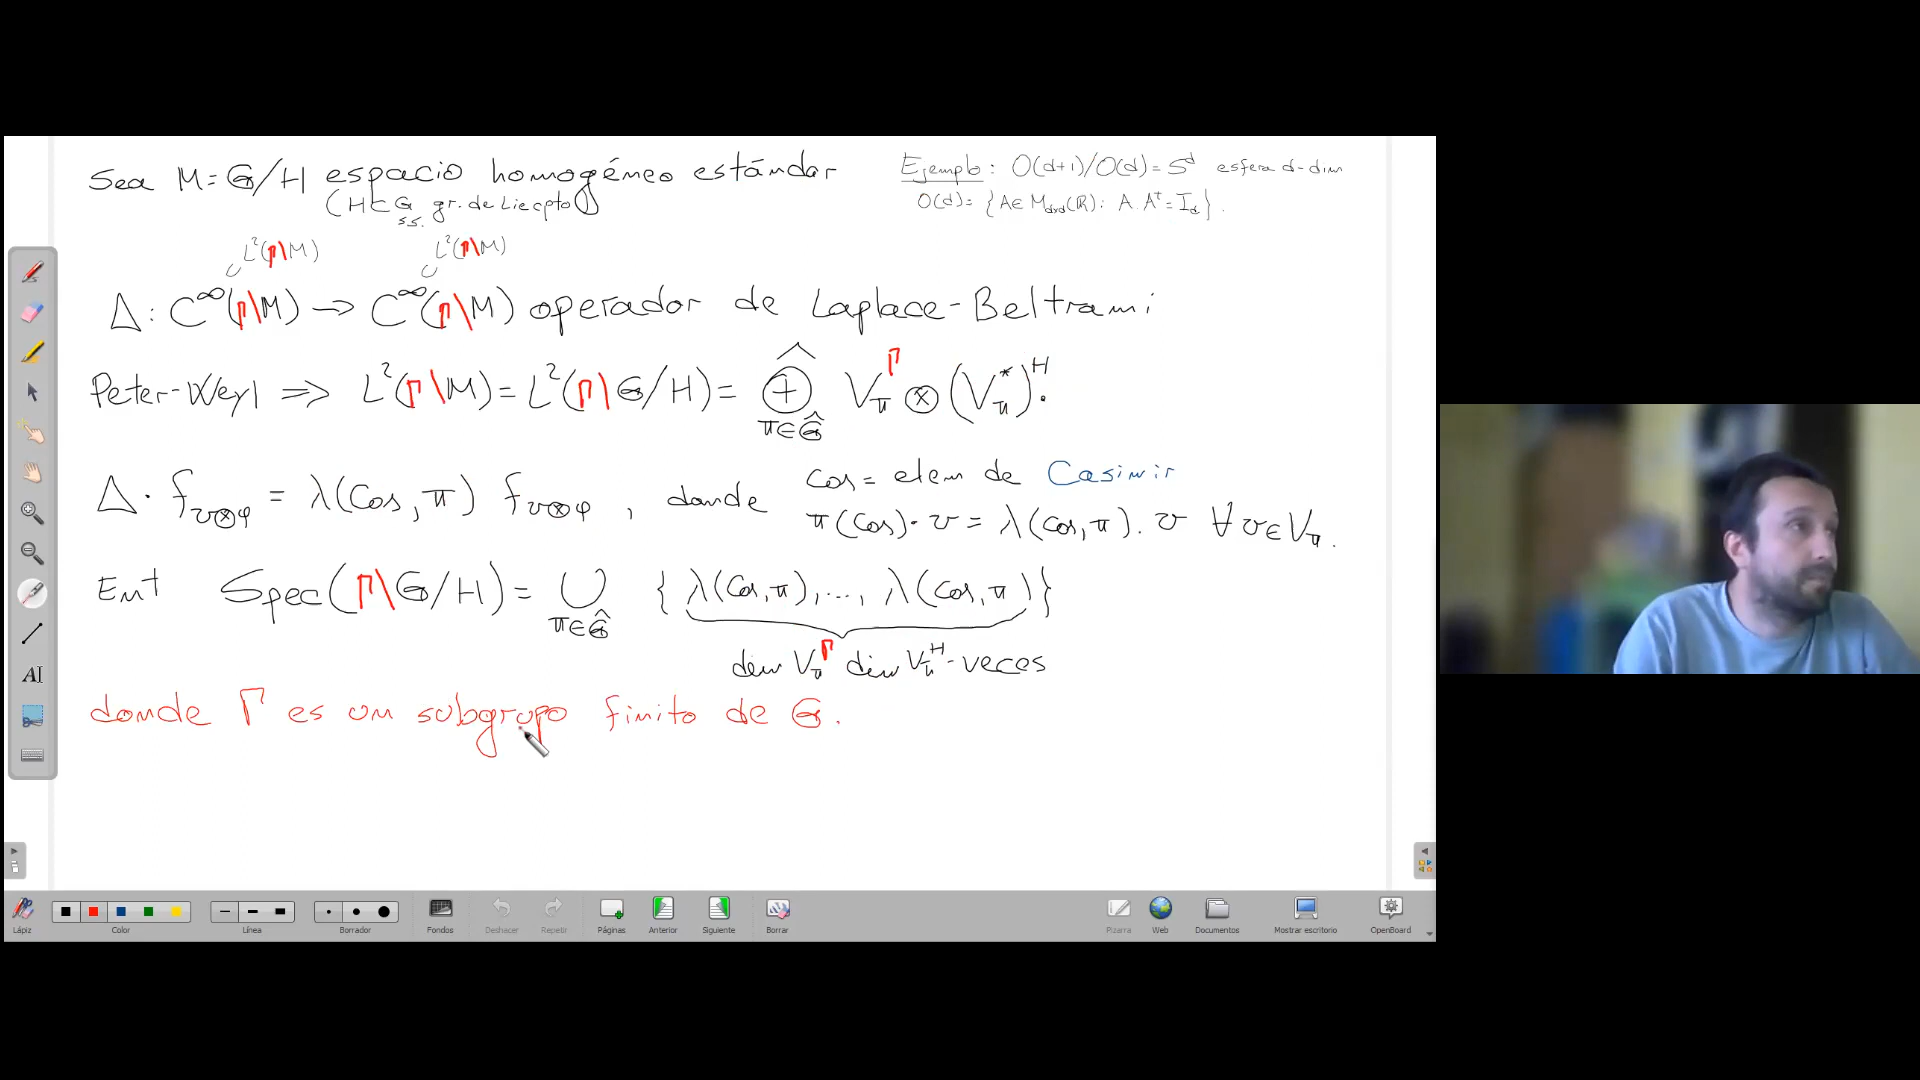 Sea M = G/H espacio homogéneo estándar
(H ⊂ G gr. de Lie cpto)
s.s.
Ejemplo: O(d+1)/O(d) = S^d esfera d-dim
O(d) = {A ∈ M_{d×d}(ℝ): A.A^t = I_d}.
L²(Γ\M) L²(Γ\M)
∪ ∪
Δ: C^∞(Γ\M) → C^∞(Γ\M) operador de Laplace-Beltrami
Peter-Weyl ⟹ L²(Γ\M) = L²(Γ\G/H) = ⊕̂_{π∈Ĝ} V_π^Γ ⊗ (V_π^*)^H.
Δ · f_{v⊗φ} = λ(Cas, π) f_{v⊗φ}, donde
Cas = elem de Casimir
π(Cas)·v = λ(Cas, π). v ∀ v ∈ V_π.
Ent Spec(Γ\G/H) = ∪_{π∈Ĝ} {λ(Cas, π), ..., λ(Cas, π)}
dim V_π^Γ dim V_π^H - veces
donde Γ es un subgrupo finito de G.
AI
Lápiz Color Línea Borrador Fondos Deshacer Repetir Páginas Anterior Siguiente Borrar Pizarra Web Documentos Mostrar escritorio OpenBoard